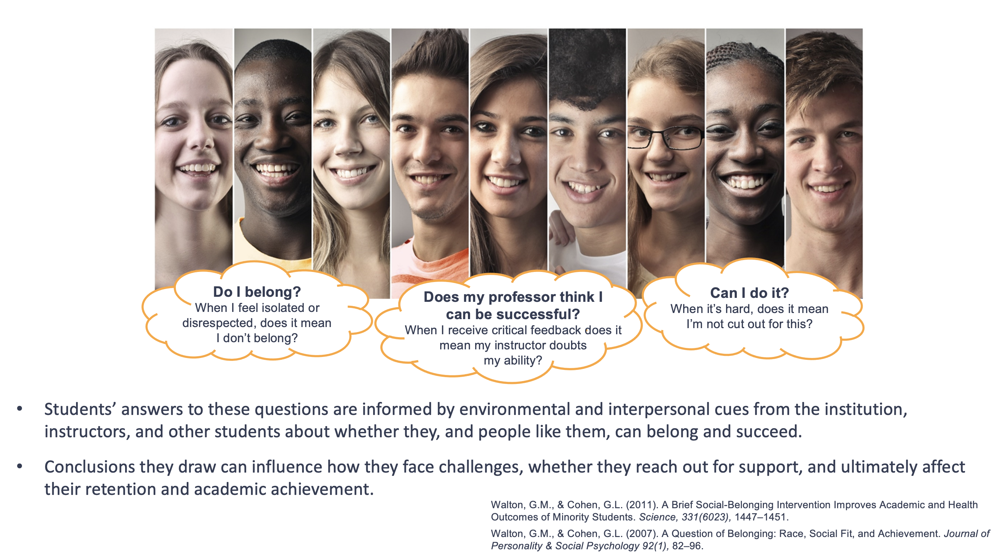 Do I belong?
When I feel isolated or
disrespected, does it mean
I don’t belong?
Does my professor think I
can be successful?
When I receive critical feedback does it
mean my instructor doubts
my ability?
Can I do it?
When it’s hard, does it mean
I’m not cut out for this?
• Students’ answers to these questions are informed by environmental and interpersonal cues from the institution,
instructors, and other students about whether they, and people like them, can belong and succeed.
• Conclusions they draw can influence how they face challenges, whether they reach out for support, and ultimately affect
their retention and academic achievement.
Walton, G.M., & Cohen, G.L. (2011). A Brief Social-Belonging Intervention Improves Academic and Health
Outcomes of Minority Students. Science, 331(6023), 1447–1451.
Walton, G.M., & Cohen, G.L. (2007). A Question of Belonging: Race, Social Fit, and Achievement. Journal of
Personality & Social Psychology 92(1), 82–96.